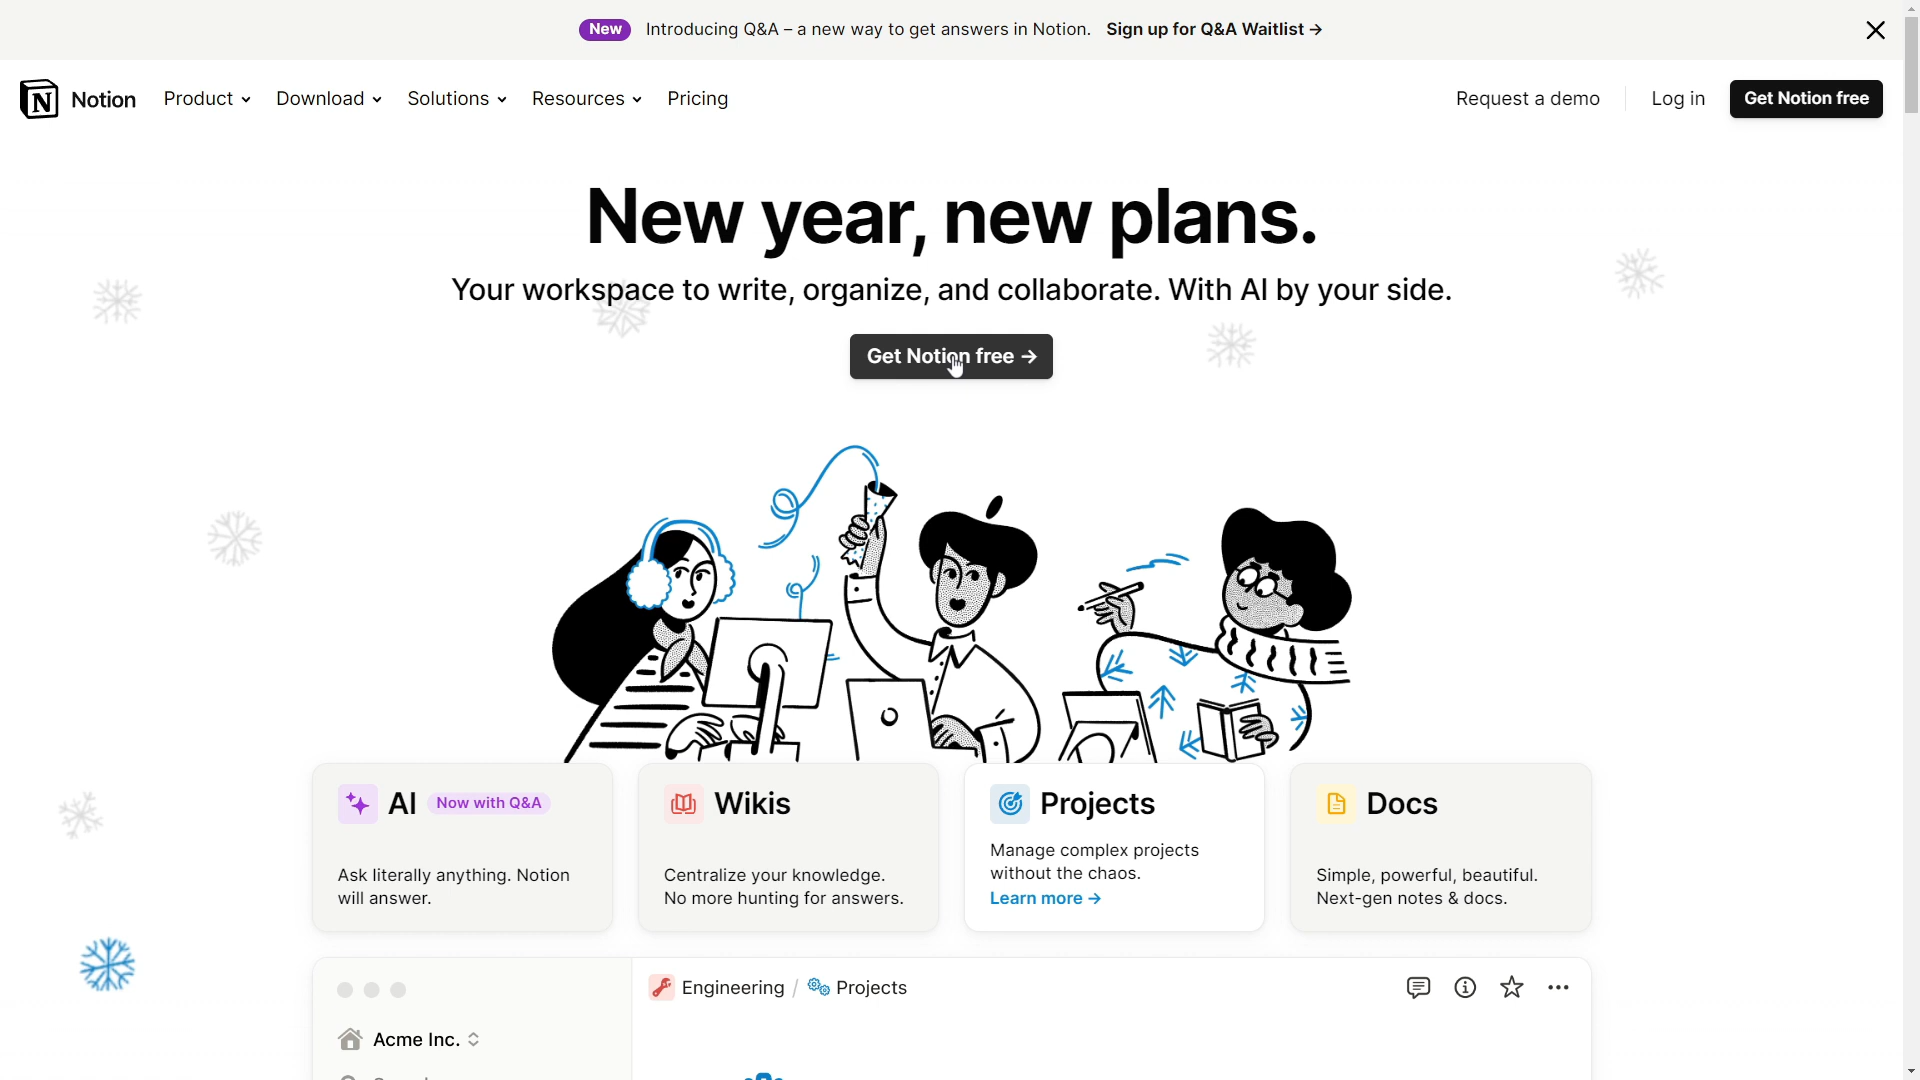 New Introducing Q&A – a new way to get answers in Notion. Sign up for Q&A Waitlist →
Notion Product Download Solutions Resources Pricing Request a demo Log in Get Notion free
New year, new plans.
Your workspace to write, organize, and collaborate. With AI by your side.
Get Notion free →
AI Now with Q&A
Ask literally anything. Notion
will answer.
Wikis
Centralize your knowledge.
No more hunting for answers.
Projects
Manage complex projects
without the chaos.
Learn more →
Docs
Simple, powerful, beautiful.
Next-gen notes & docs.
Engineering / Projects
Acme Inc.